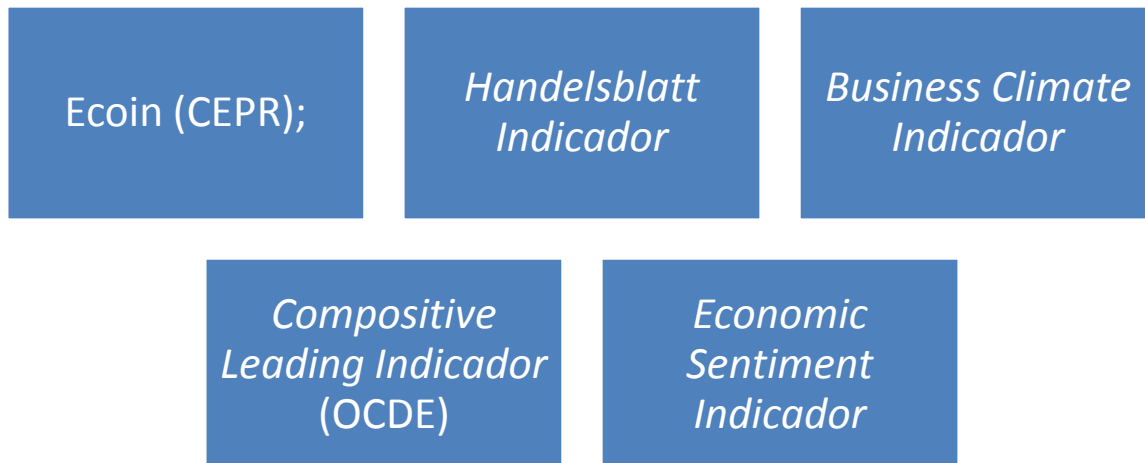 Ecoin (CEPR);
Handelsblatt
Indicador
Business Climate
Indicador
Compositive
Leading Indicador
(OCDE)
Economic
Sentiment
Indicador